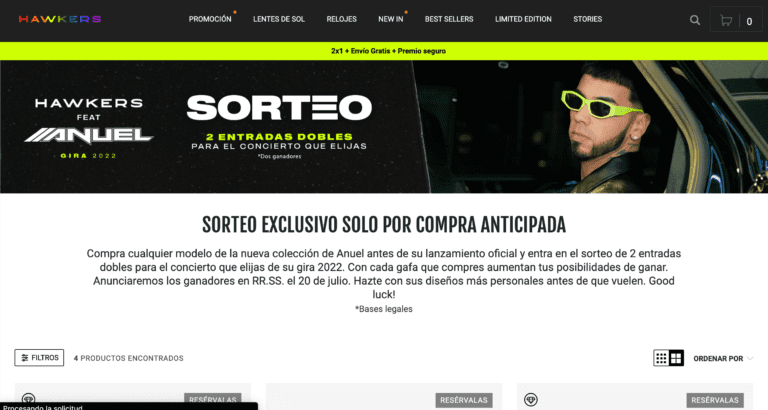 HAWKERS
PROMOCIÓN LENTES DE SOL RELOJES NEW IN BEST SELLERS LIMITED EDITION STORIES
0
2x1 + Envío Gratis + Premio seguro
HAWKERS
FEAT
ANUEL
GIRA 2022
SORTEO
2 ENTRADAS DOBLES
PARA EL CONCIERTO QUE ELIJAS
*Dos ganadores
SORTEO EXCLUSIVO SOLO POR COMPRA ANTICIPADA
Compra cualquier modelo de la nueva colección de Anuel antes de su lanzamiento oficial y entra en el sorteo de 2 entradas
dobles para el concierto que elijas de su gira 2022. Con cada gafa que compres aumentan tus posibilidades de ganar.
Anunciaremos los ganadores en RR.SS. el 20 de julio. Hazte con sus diseños más personales antes de que vuelen. Good
luck!
*Bases legales
FILTROS 4 PRODUCTOS ENCONTRADOS ORDENAR POR
RESÉRVALAS RESÉRVALAS RESÉRVALAS
Procesando la solicitud